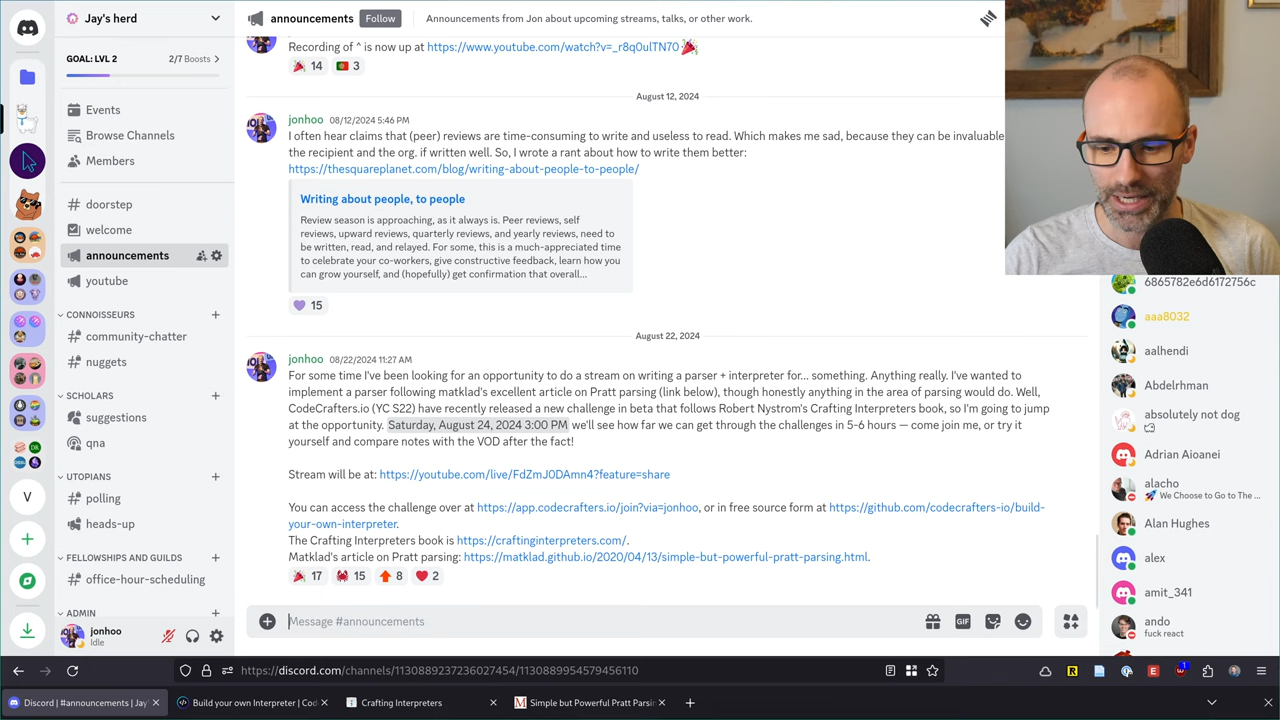 Jay's herd
announcements
Follow
Announcements from Jon about upcoming streams, talks, or other work.
GOAL: LVL 2
2/7 Boosts
Events
Browse Channels
Members
doorstep
welcome
announcements
youtube
CONNOISSEURS
community-chatter
nuggets
SCHOLARS
suggestions
qna
UTOPIANS
polling
heads-up
FELLOWSHIPS AND GUILDS
office-hour-scheduling
ADMIN
jonhoo
Idle
V
Recording of ^ is now up at https://www.youtube.com/watch?v=_r8q0ulTN70
14
3
August 12, 2024
jonhoo 08/12/2024 5:46 PM
I often hear claims that (peer) reviews are time-consuming to write and useless to read. Which makes me sad, because they can be invaluable
the recipient and the org. if written well. So, I wrote a rant about how to write them better:
https://thesquareplanet.com/blog/writing-about-people-to-people/
Writing about people, to people
Review season is approaching, as it always is. Peer reviews, self
reviews, upward reviews, quarterly reviews, and yearly reviews, need to
be written, read, and relayed. For some, this is a much-appreciated time
to celebrate your co-workers, give constructive feedback, learn how you
can grow yourself, and (hopefully) get confirmation that overall...
15
August 22, 2024
jonhoo 08/22/2024 11:27 AM
For some time I've been looking for an opportunity to do a stream on writing a parser + interpreter for... something. Anything really. I've wanted to
implement a parser following matklad's excellent article on Pratt parsing (link below), though honestly anything in the area of parsing would do. Well,
CodeCrafters.io (YC S22) have recently released a new challenge in beta that follows Robert Nystrom's Crafting Interpreters book, so I'm going to jump
at the opportunity. Saturday, August 24, 2024 3:00 PM we'll see how far we can get through the challenges in 5-6 hours — come join me, or try it
yourself and compare notes with the VOD after the fact!
Stream will be at: https://youtube.com/live/FdZmJ0DAmn4?feature=share
You can access the challenge over at https://app.codecrafters.io/join?via=jonhoo, or in free source form at https://github.com/codecrafters-io/build-
your-own-interpreter.
The Crafting Interpreters book is https://craftinginterpreters.com/.
Matklad's article on Pratt parsing: https://matklad.github.io/2020/04/13/simple-but-powerful-pratt-parsing.html.
17
15
8
2
Message #announcements
GIF
6865782e6d6172756c
aaa8032
aalhendi
Abdelrhman
absolutely not dog
Adrian Aioanei
alacho
We Choose to Go to The ...
Alan Hughes
alex
amit_341
ando
fuck react
https://discord.com/channels/1130889237236027454/1130889954579456110
Discord | #announcements | Jay'
Build your own Interpreter | Cod
Crafting Interpreters
Simple but Powerful Pratt Parsin